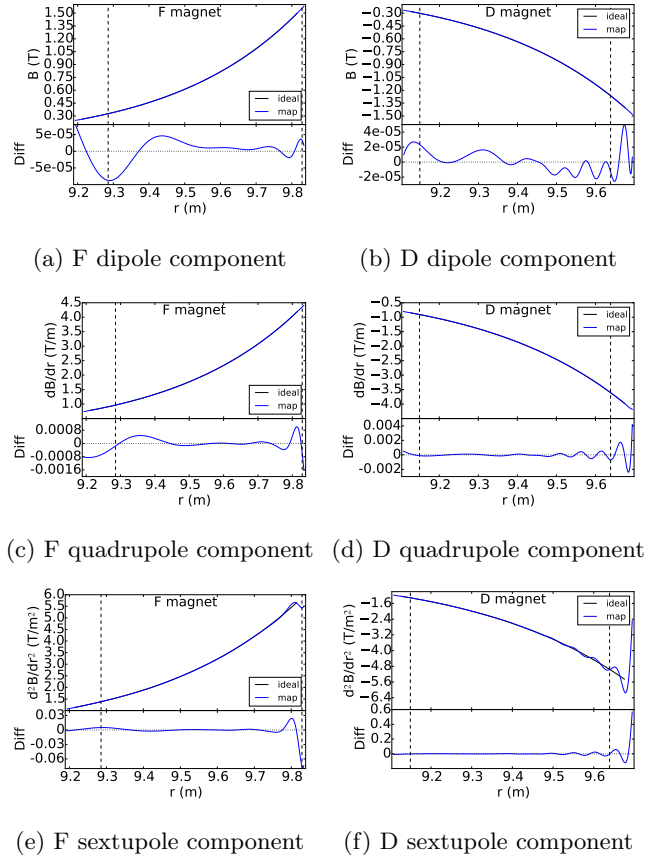 F magnet
B (T)
1.50
1.35
1.20
1.05
0.90
0.75
0.60
0.45
0.30
ideal
map
Diff
5e-05
0
-5e-05
9.2 9.3 9.4 9.5 9.6 9.7 9.8
r (m)
(a) F dipole component
D magnet
B (T)
−0.30
−0.45
−0.60
−0.75
−0.90
−1.05
−1.20
−1.35
−1.50
ideal
map
Diff
4e-05
2e-05
0
-2e-05
9.2 9.3 9.4 9.5 9.6
r (m)
(b) D dipole component
F magnet
dB/dr (T/m)
4.5
4.0
3.5
3.0
2.5
2.0
1.5
1.0
ideal
map
Diff
0.0008
0
-0.0008
-0.0016
9.2 9.3 9.4 9.5 9.6 9.7 9.8
r (m)
(c) F quadrupole component
D magnet
dB/dr (T/m)
−0.5
−1.0
−1.5
−2.0
−2.5
−3.0
−3.5
−4.0
ideal
map
Diff
0.004
0.002
0
-0.002
9.2 9.3 9.4 9.5 9.6
r (m)
(d) D quadrupole component
F magnet
d²B/dr² (T/m²)
6.0
5.5
5.0
4.5
4.0
3.5
3.0
2.5
2.0
1.5
ideal
map
Diff
0.03
0
-0.03
-0.06
9.2 9.3 9.4 9.5 9.6 9.7 9.8
r (m)
(e) F sextupole component
D magnet
d²B/dr² (T/m²)
−1.6
−2.4
−3.2
−4.0
−4.8
−5.6
−6.4
ideal
map
Diff
0.6
0.4
0.2
0
9.2 9.3 9.4 9.5 9.6
r (m)
(f) D sextupole component